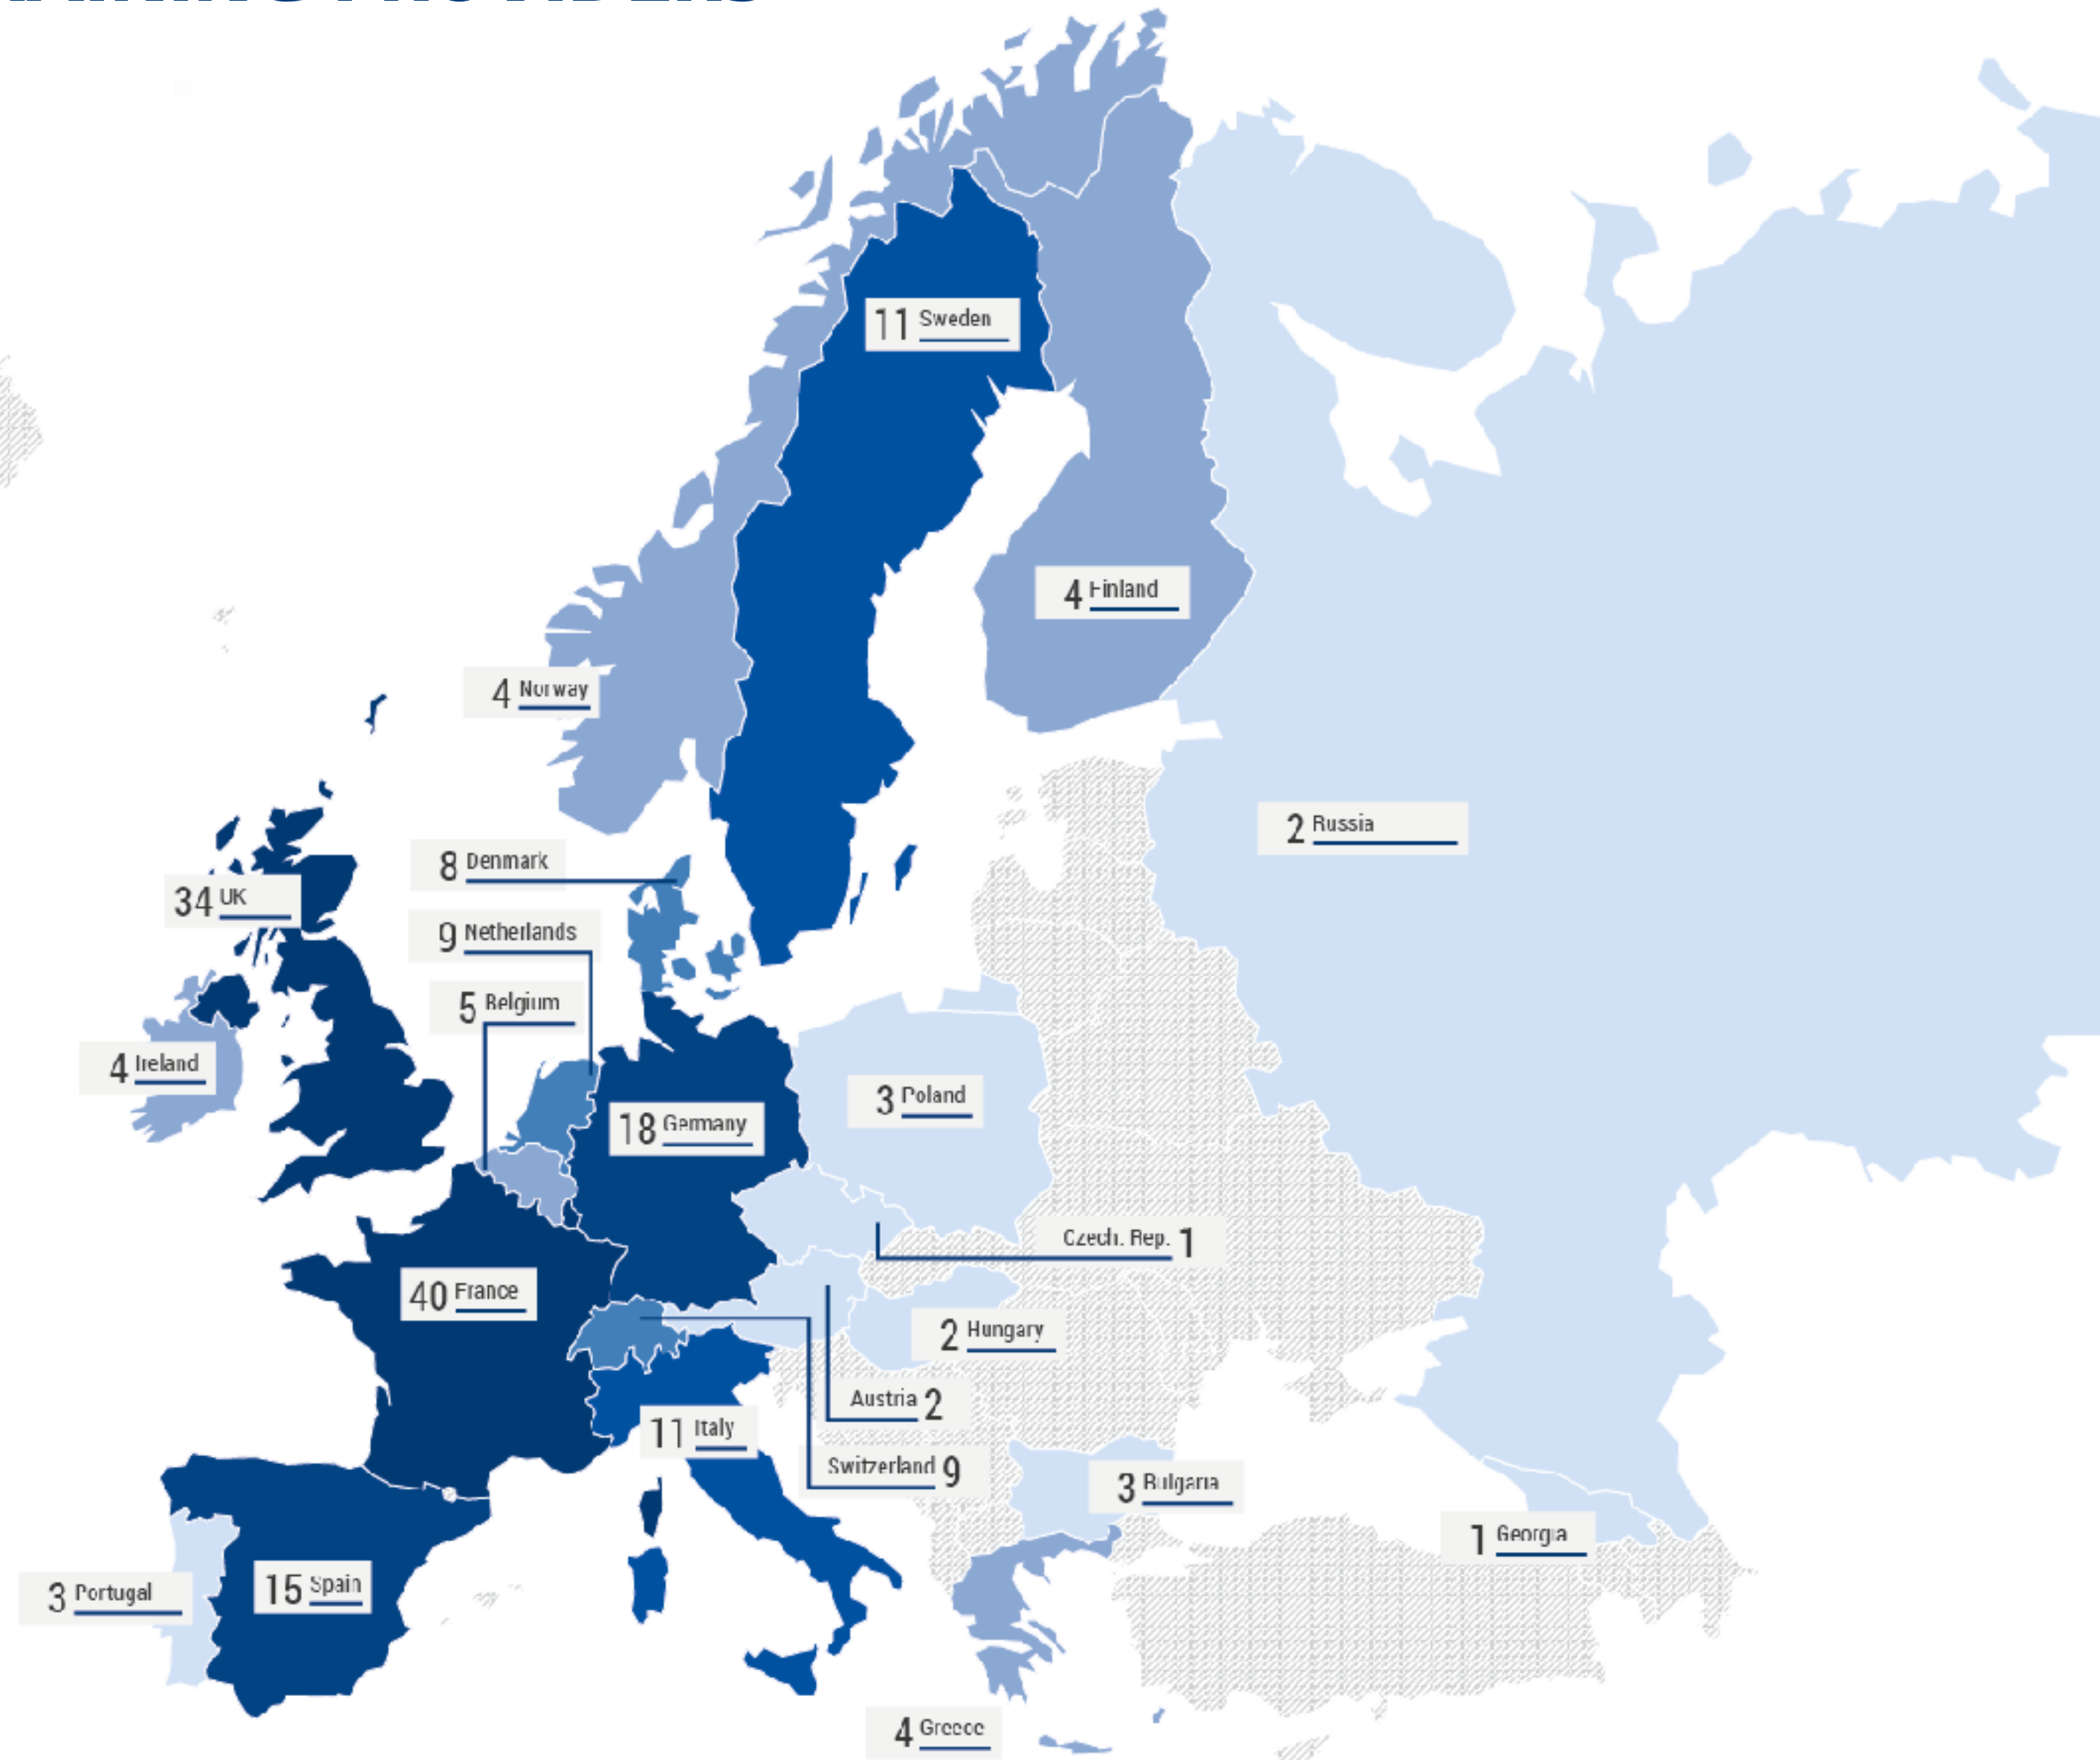 11 Sweden
4 Finland
4 Norway
2 Russia
8 Denmark
34 UK
9 Netherlands
5 Belgium
4 Ireland
3 Poland
18 Germany
Czech. Rep. 1
40 France
2 Hungary
Austria 2
11 Italy
Switzerland 9
3 Bulgaria
1 Georgia
15 Spain
3 Portugal
4 Greece